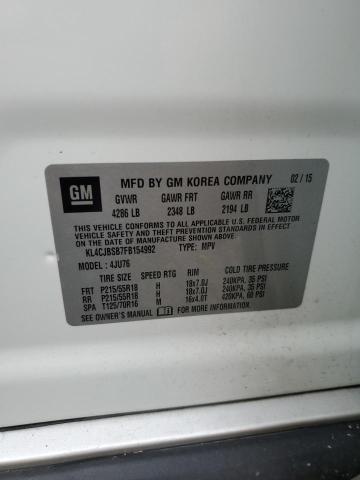 GM
MFD BY GM KOREA COMPANY 02 / 15
GVWR GAWR FRT GAWR RR
4286 LB 2348 LB 2194 LB
THIS VEHICLE CONFORMS TO ALL APPLICABLE U.S. FEDERAL MOTOR
VEHICLE SAFETY AND THEFT PREVENTION STANDARDS IN EFFECT ON THE
DATE OF MANUFACTURE SHOWN ABOVE.
KL4CJBSB7FB154992 TYPE: MPV
MODEL : 4JU76
TIRE SIZE SPEED RTG RIM COLD TIRE PRESSURE
FRT P215/55R18 H 18x7.0J 240KPA, 35 PSI
RR P215/55R18 H 18x7.0J 240KPA, 35 PSI
SPA T125/70R16 M 16x4.0T 420KPA, 60 PSI
SEE OWNER'S MANUAL FOR MORE INFORMATION.